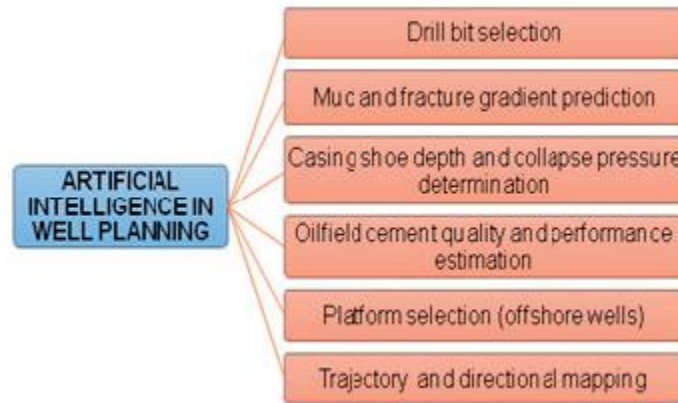 ARTIFICIAL
INTELLIGENCE IN
WELL PLANNING
Drill bit selection
Muc and fracture gradient prediction
Casing shoe depth and collapse pressure
determination
Oilfield cement quality and performance
estimation
Platform selection (offshore wells)
Trajectory and directional mapping